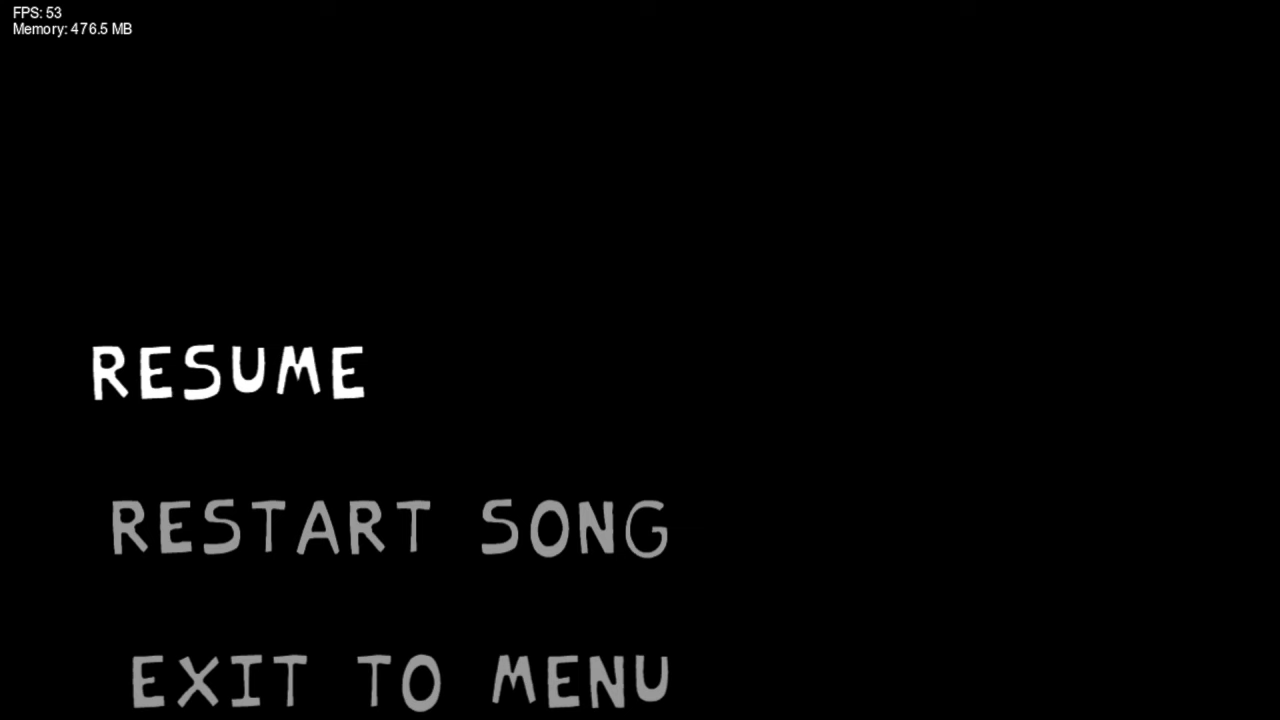 FPS: 53
Memory: 476.5 MB
RESUME
RESTART SONG
EXIT TO MENU